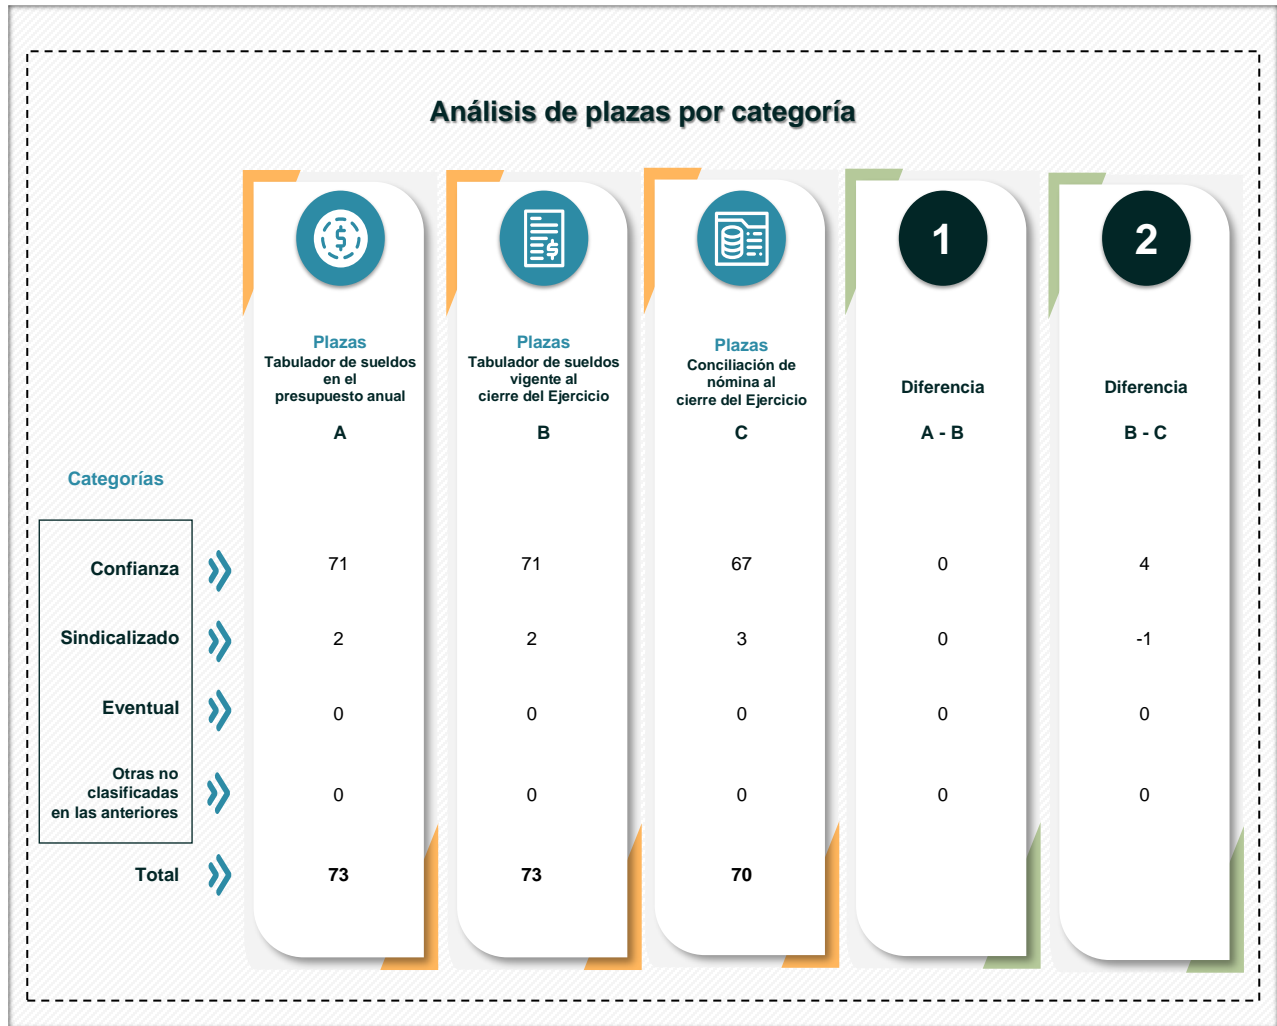 Análisis de plazas por categoría
1
2
Plazas
Tabulador de sueldos
en el
presupuesto anual
A
Plazas
Tabulador de sueldos
vigente al
cierre del Ejercicio
B
Plazas
Conciliación de
nómina al
cierre del Ejercicio
C
Diferencia
A - B
Diferencia
B - C
Categorías
Confianza 71 71 67 0 4
Sindicalizado 2 2 3 0 -1
Eventual 0 0 0 0 0
Otras no
clasificadas
en las anteriores 0 0 0 0 0
Total 73 73 70